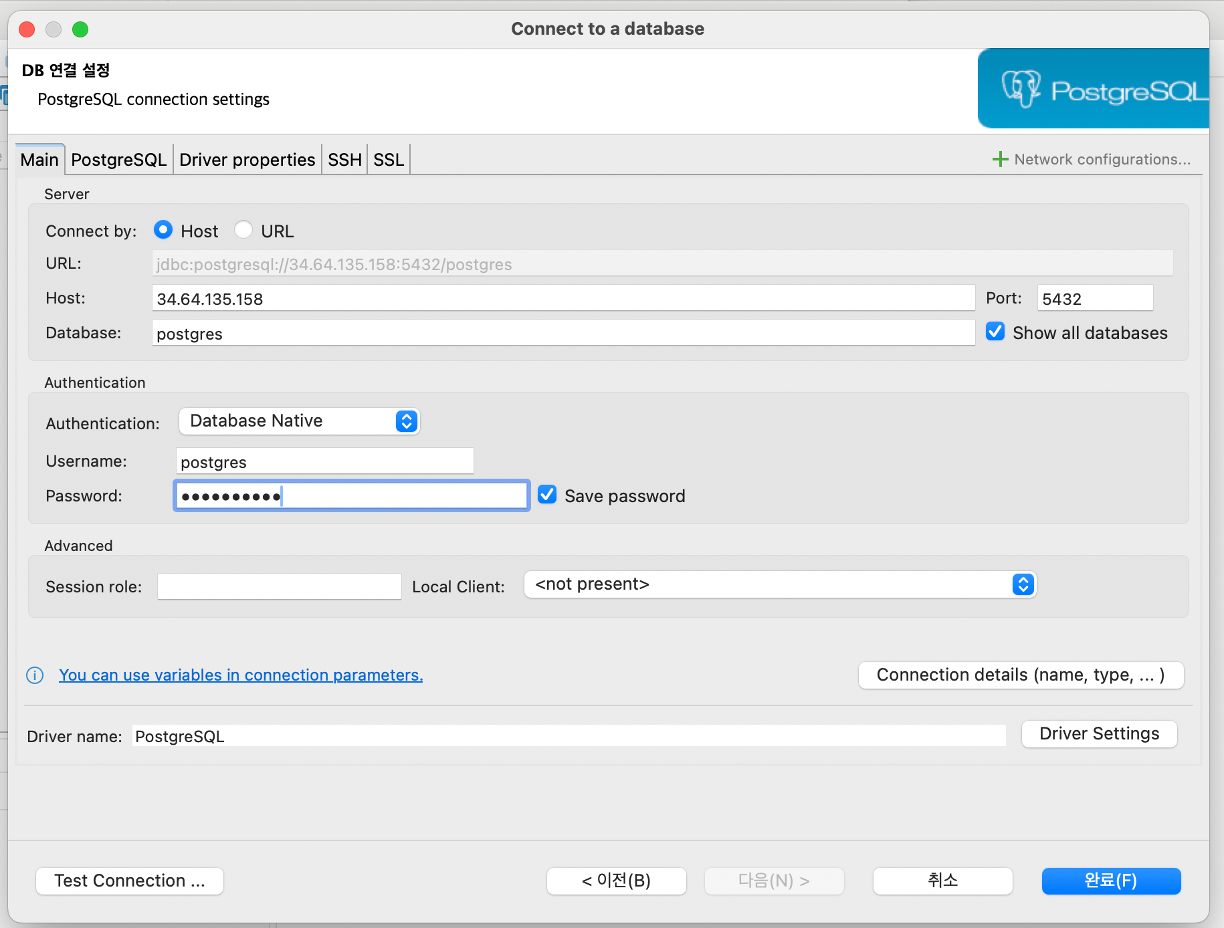 Connect to a database
DB 연결 설정
PostgreSQL connection settings
PostgreSQL
Main PostgreSQL Driver properties SSH SSL Network configurations...
Server
Connect by: Host URL
URL: jdbc:postgresql://34.64.135.158:5432/postgres
Host: 34.64.135.158 Port: 5432
Database: postgres Show all databases
Authentication
Authentication: Database Native
Username: postgres
Password: •••••••••• Save password
Advanced
Session role: Local Client: <not present>
You can use variables in connection parameters.
Connection details (name, type, ... )
Driver name: PostgreSQL Driver Settings
Test Connection ... < 이전(B) 다음(N) > 취소 완료(F)